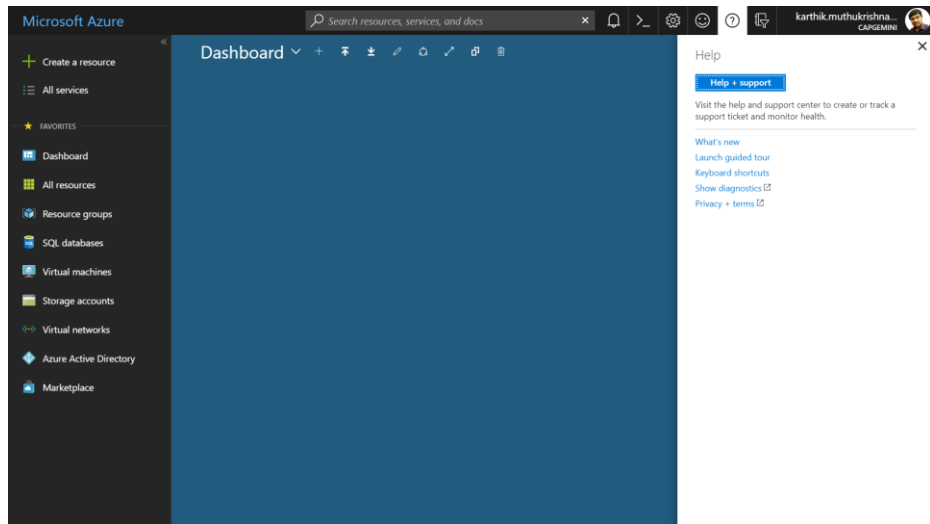 Microsoft Azure
Search resources, services, and docs
karthik.muthukrishna...
CAPGEMINI
Create a resource
All services
FAVORITES
Dashboard
All resources
Resource groups
SQL databases
Virtual machines
Storage accounts
Virtual networks
Azure Active Directory
Marketplace
Dashboard
Help
Help + support
Visit the help and support center to create or track a
support ticket and monitor health.
What's new
Launch guided tour
Keyboard shortcuts
Show diagnostics
Privacy + terms